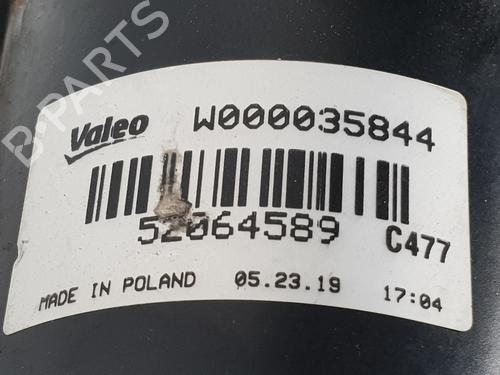 Valeo W000035844
52064589 C477
MADE IN POLAND 05.23.19 17:04
B-PARTS